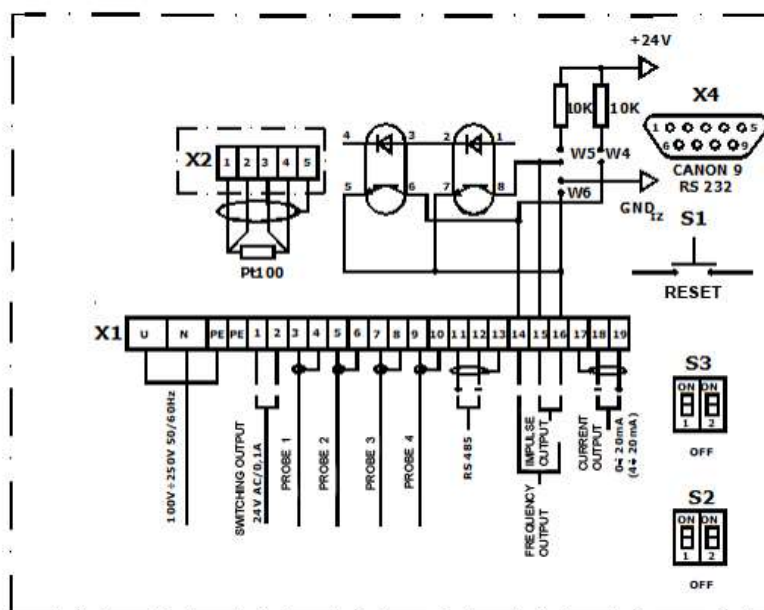 +24V
10K 10K
X4
1 5
6 9
CANON 9
RS 232
4 3 2 1
5 6 7 8
W5 W4
W6
GND IZ
X2
1 2 3 4 5
Pt100
S1
RESET
X1
U N PE PE 1 2 3 4 5 6 7 8 9 10 11 12 13 14 15 16 17 18 19
100V÷250V 50/60Hz
SWITCHING OUTPUT
24V AC/0,1A
PROBE 1
PROBE 2
PROBE 3
PROBE 4
RS485
FREQUENCY
OUTPUT
IMPULSE
OUTPUT
CURRENT
OUTPUT
0÷20mA
(4÷20mA)
S3
ON ON
1 2
OFF
S2
ON ON
1 2
OFF